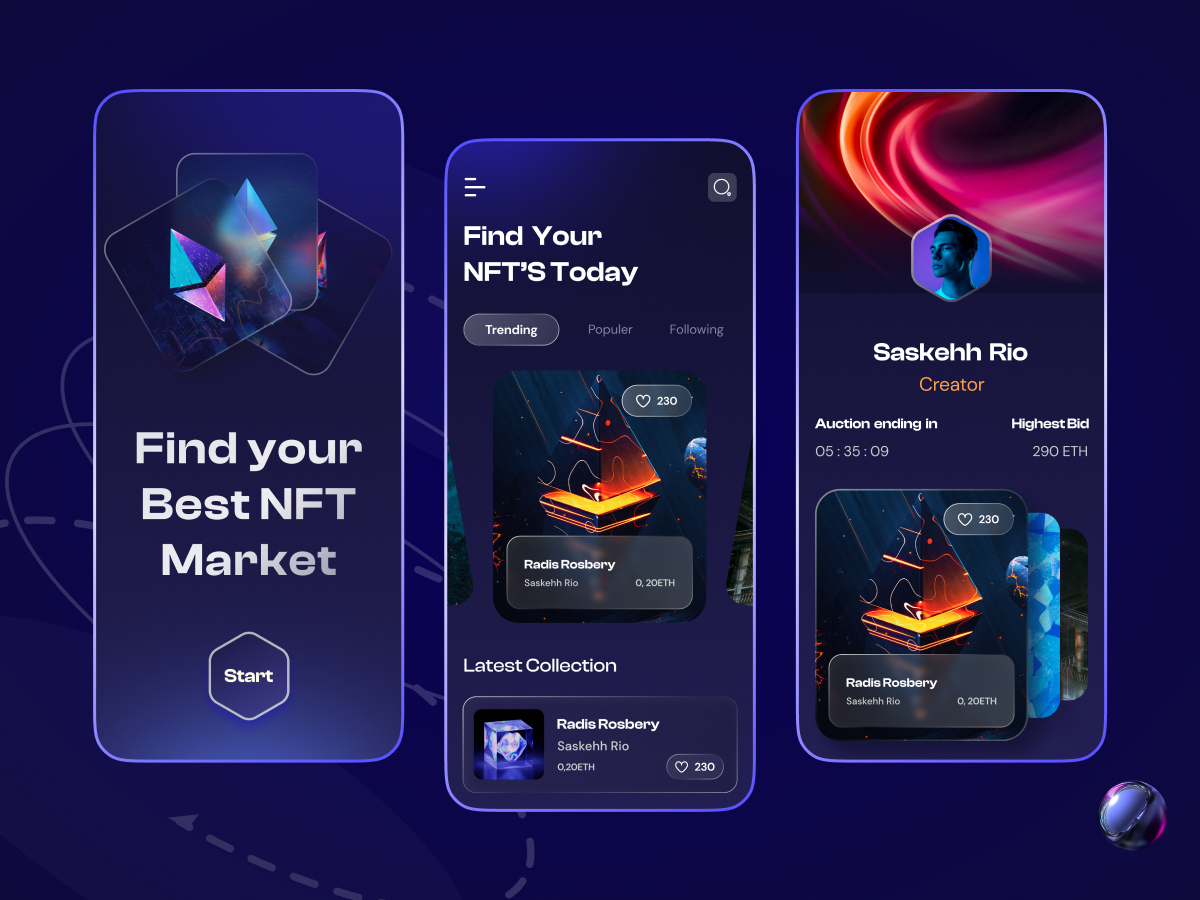 Find your
Best NFT
Market
Start
Find Your
NFT'S Today
Trending
Populer
Following
230
Radis Rosbery
Saskehh Rio
0, 20ETH
Latest Collection
Radis Rosbery
Saskehh Rio
0,20ETH
230
Saskehh Rio
Creator
Auction ending in
Highest Bid
05 : 35 : 09
290 ETH
230
Radis Rosbery
Saskehh Rio
0, 20ETH